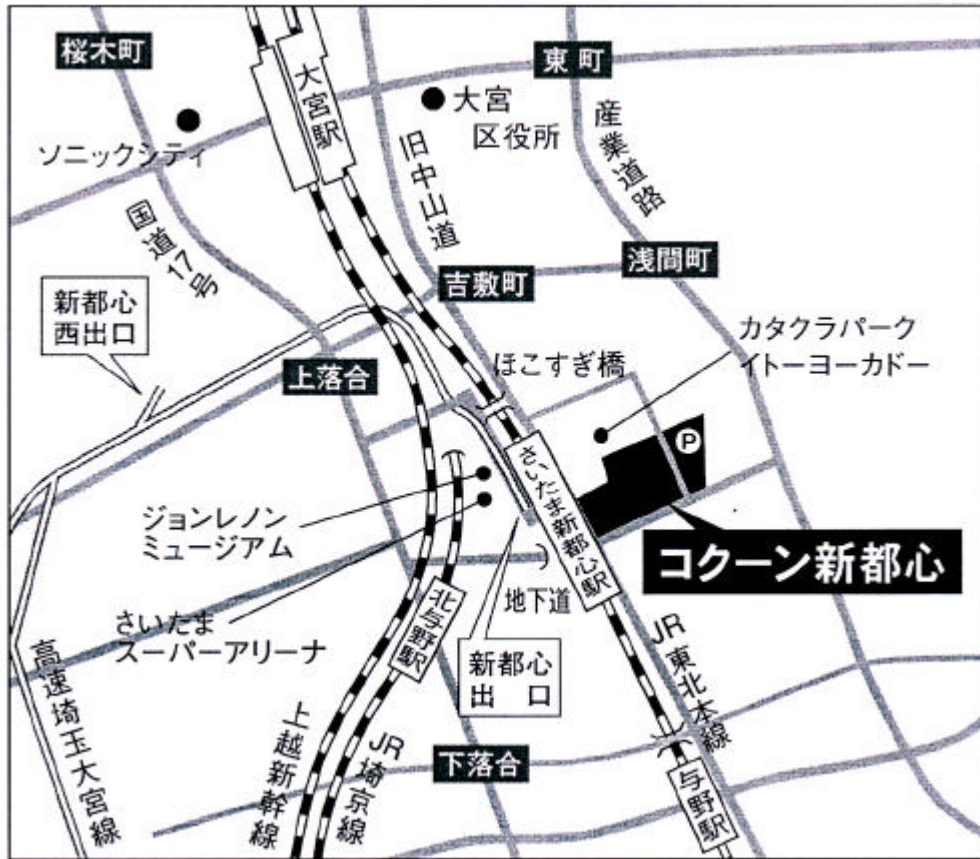 桜木町
東町
大宮駅
大宮
区役所
ソニックシティ
旧中山道
産業道路
国道17号
浅間町
吉敷町
新都心
西出口
カタクラパーク
イトーヨーカドー
ほこすぎ橋
上落合
P
さいたま新都心駅
ジョンレノン
ミュージアム
コクーン新都心
地下道
北与野駅
さいたま
スーパーアリーナ
新都心
出口
高速埼玉大宮線
上越新幹線
JR埼京線
JR東北本線
下落合
与野駅